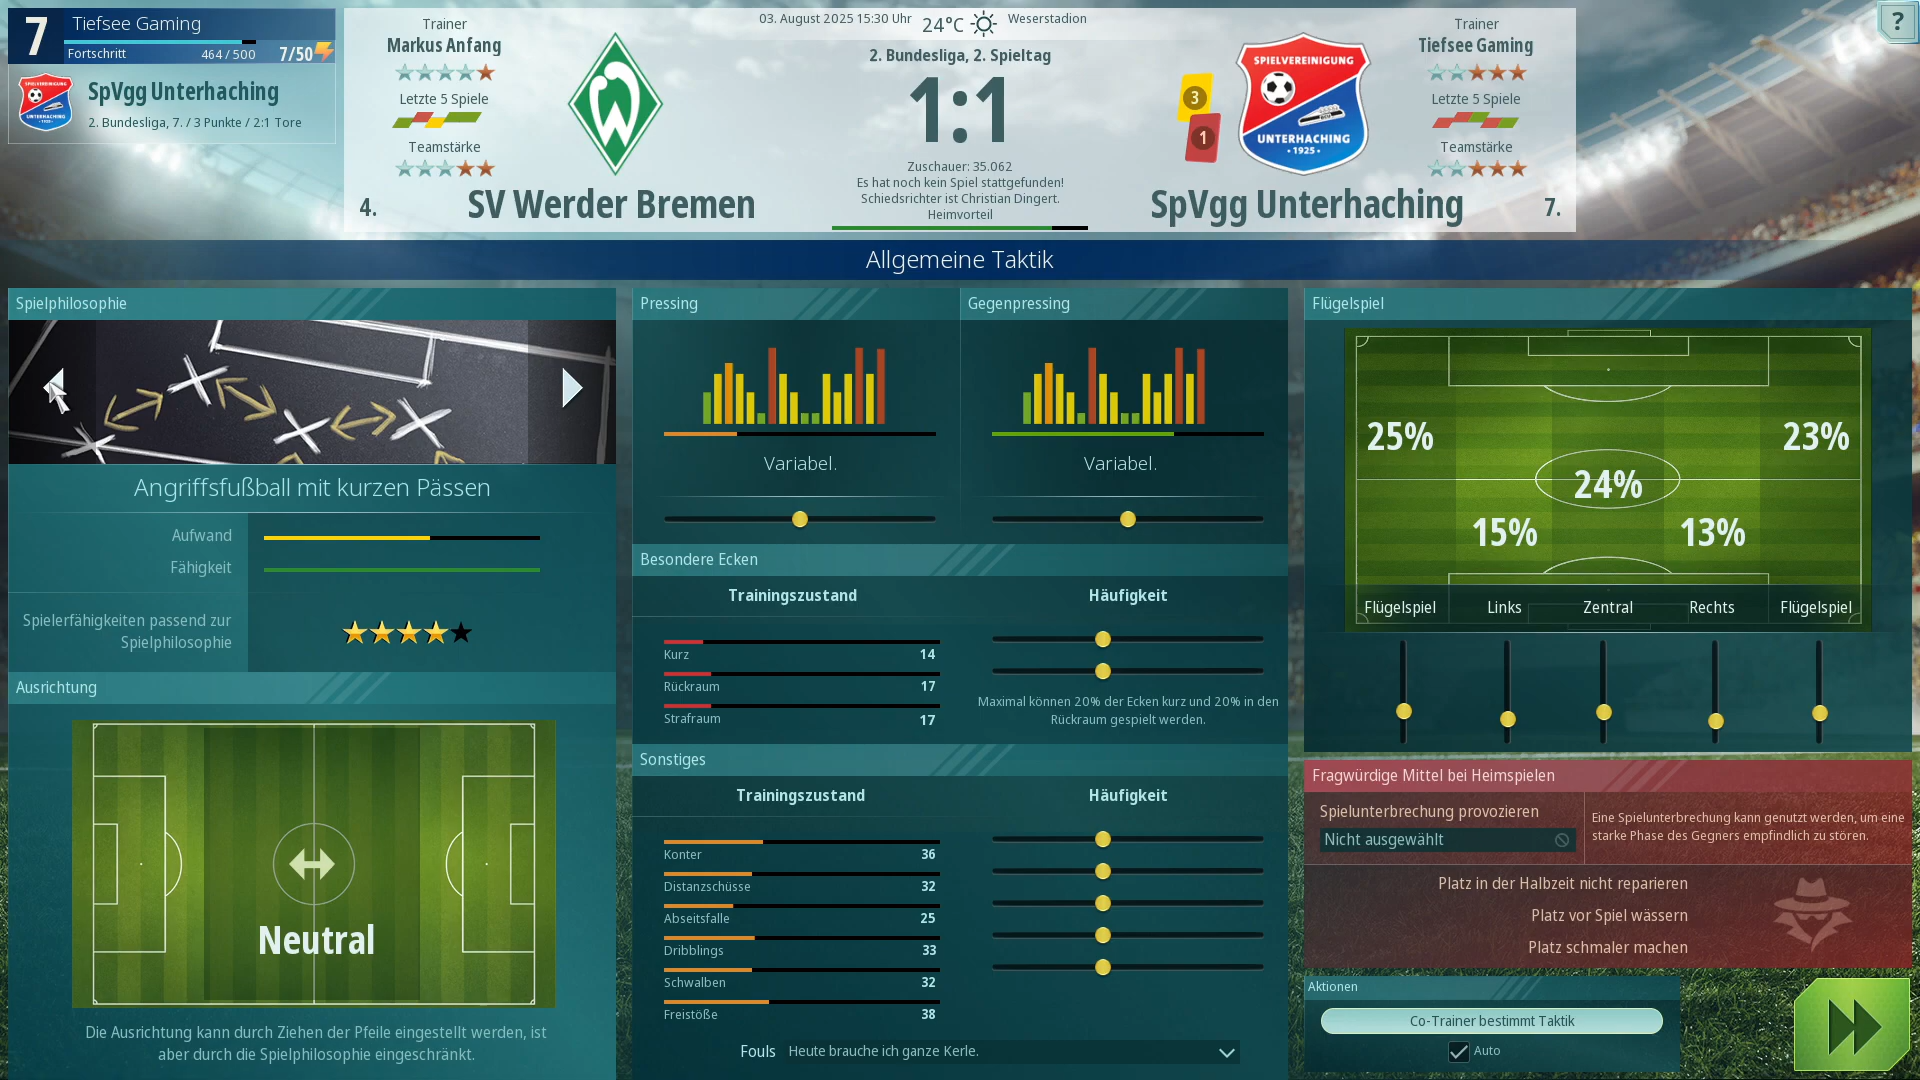 7
Tiefsee Gaming
Fortschritt
464 / 500
7/50
SPIELVEREINIGUNG
UNTERHACHING
1925
SpVgg Unterhaching
2. Bundesliga, 7. / 3 Punkte / 2:1 Tore
Trainer
Markus Anfang
Letzte 5 Spiele
Teamstärke
4.
SV Werder Bremen
03. August 2025 15:30 Uhr
24°C
Weserstadion
2. Bundesliga, 2. Spieltag
1:1
Zuschauer: 35.062
Es hat noch kein Spiel stattgefunden!
Schiedsrichter ist Christian Dingert.
Heimvorteil
3
1
SPIELVEREINIGUNG
UNTERHACHING
• 1925 •
Trainer
Tiefsee Gaming
Letzte 5 Spiele
Teamstärke
SpVgg Unterhaching
7.
?
Allgemeine Taktik
Spielphilosophie
Angriffsfußball mit kurzen Pässen
Aufwand
Fähigkeit
Spielerfähigkeiten passend zur
Spielphilosophie
Ausrichtung
Neutral
Die Ausrichtung kann durch Ziehen der Pfeile eingestellt werden, ist
aber durch die Spielphilosophie eingeschränkt.
Pressing
Variabel.
Gegenpressing
Variabel.
Besondere Ecken
Trainingszustand
Häufigkeit
Kurz 14
Rückraum 17
Strafraum 17
Maximal können 20% der Ecken kurz und 20% in den
Rückraum gespielt werden.
Sonstiges
Trainingszustand
Häufigkeit
Konter 36
Distanzschüsse 32
Abseitsfalle 25
Dribblings 33
Schwalben 32
Freistöße 38
Fouls Heute brauche ich ganze Kerle.
Flügelspiel
25%
23%
24%
15%
13%
Flügelspiel Links Zentral Rechts Flügelspiel
Fragwürdige Mittel bei Heimspielen
Spielunterbrechung provozieren
Nicht ausgewählt
Eine Spielunterbrechung kann genutzt werden, um eine
starke Phase des Gegners empfindlich zu stören.
Platz in der Halbzeit nicht reparieren
Platz vor Spiel wässern
Platz schmaler machen
Aktionen
Co-Trainer bestimmt Taktik
Auto